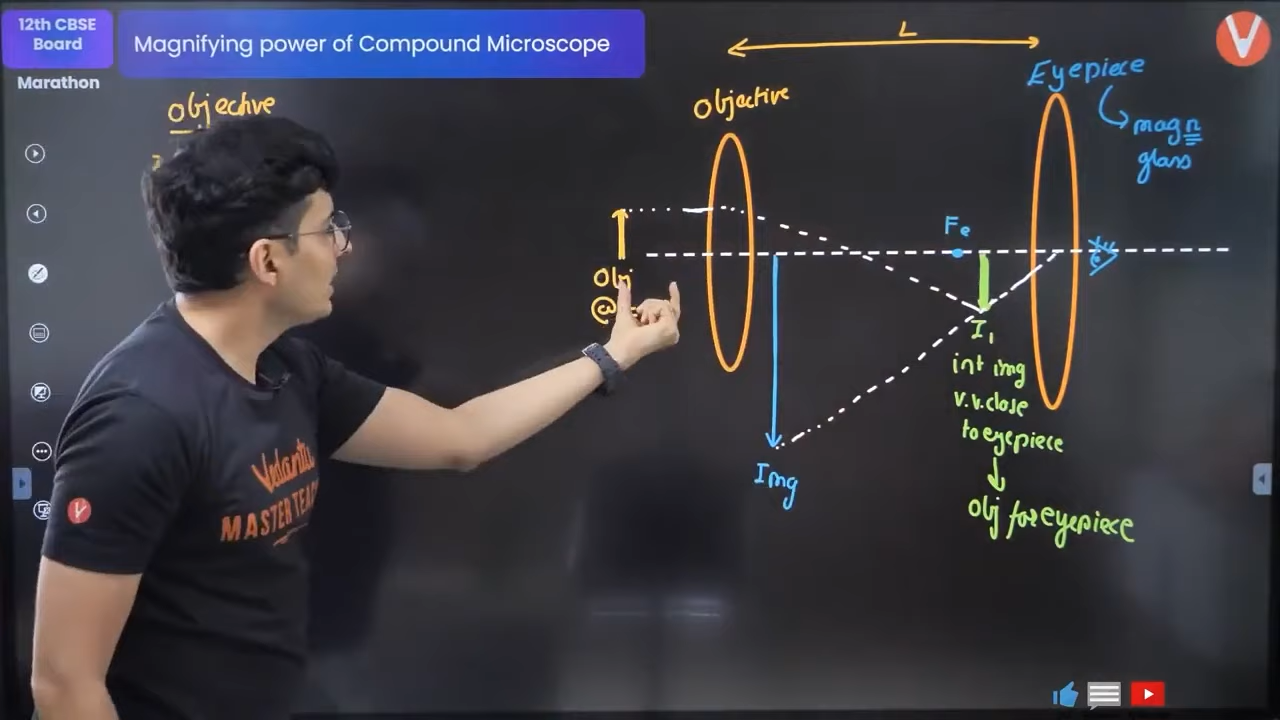 12th CBSE
Board
Marathon
Magnifying power of Compound Microscope
Objective
L
Objective
Eyepiece
magn
glass
Fe
Obj
@
I1
int img
v.v.close
to eyepiece
Obj for eyepiece
Img
Vedantu
MASTER TEACHER